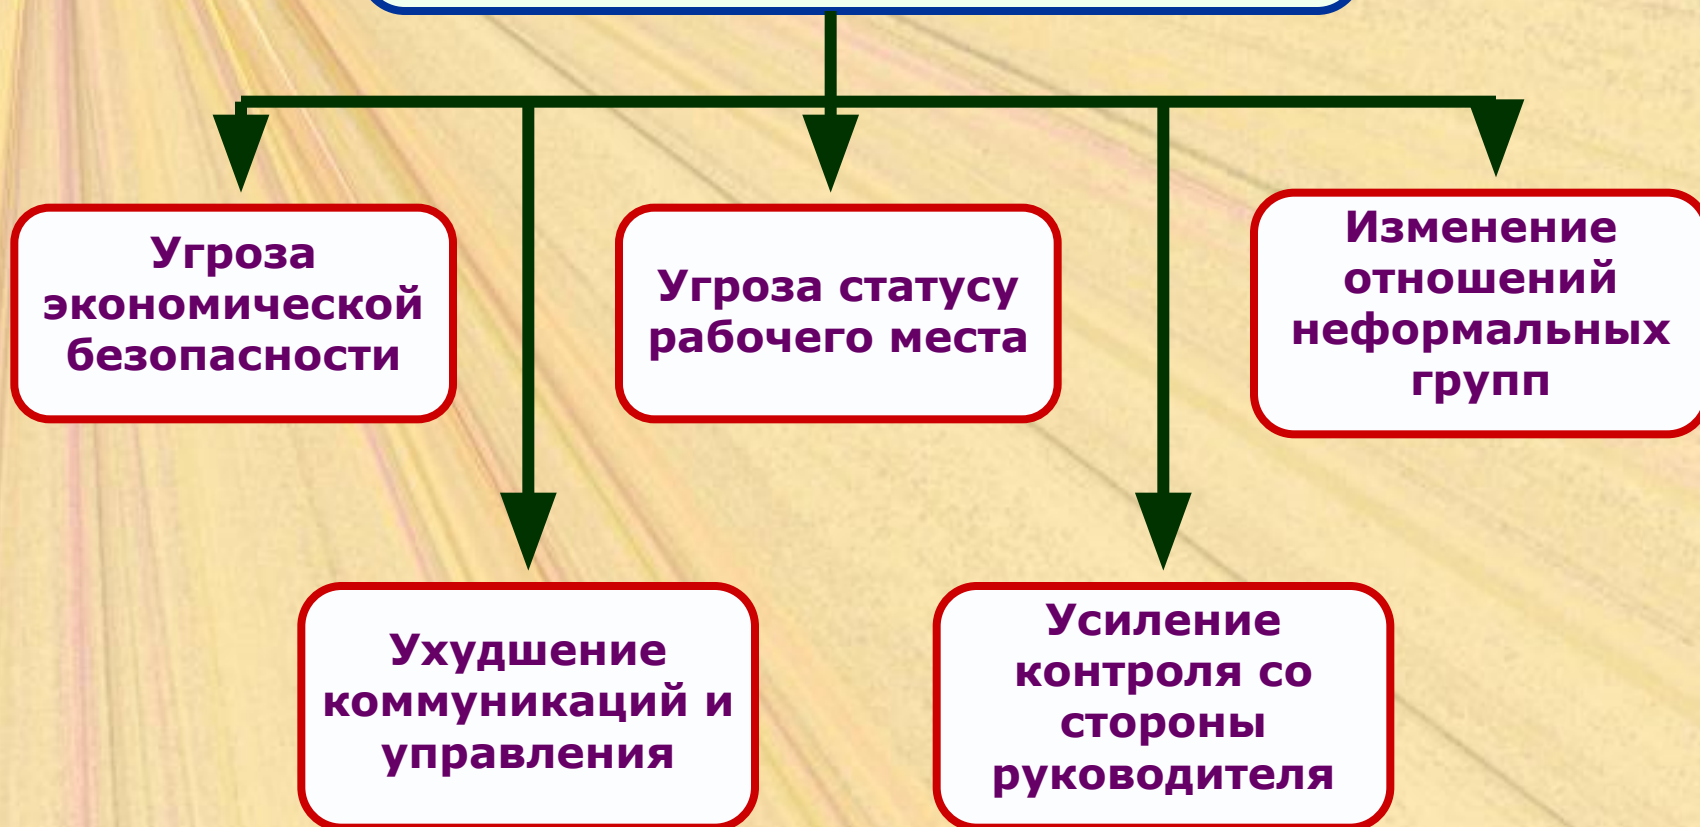 Угроза
экономической
безопасности
Угроза статусу
рабочего места
Изменение
отношений
неформальных
групп
Ухудшение
коммуникаций и
управления
Усиление
контроля со
стороны
руководителя